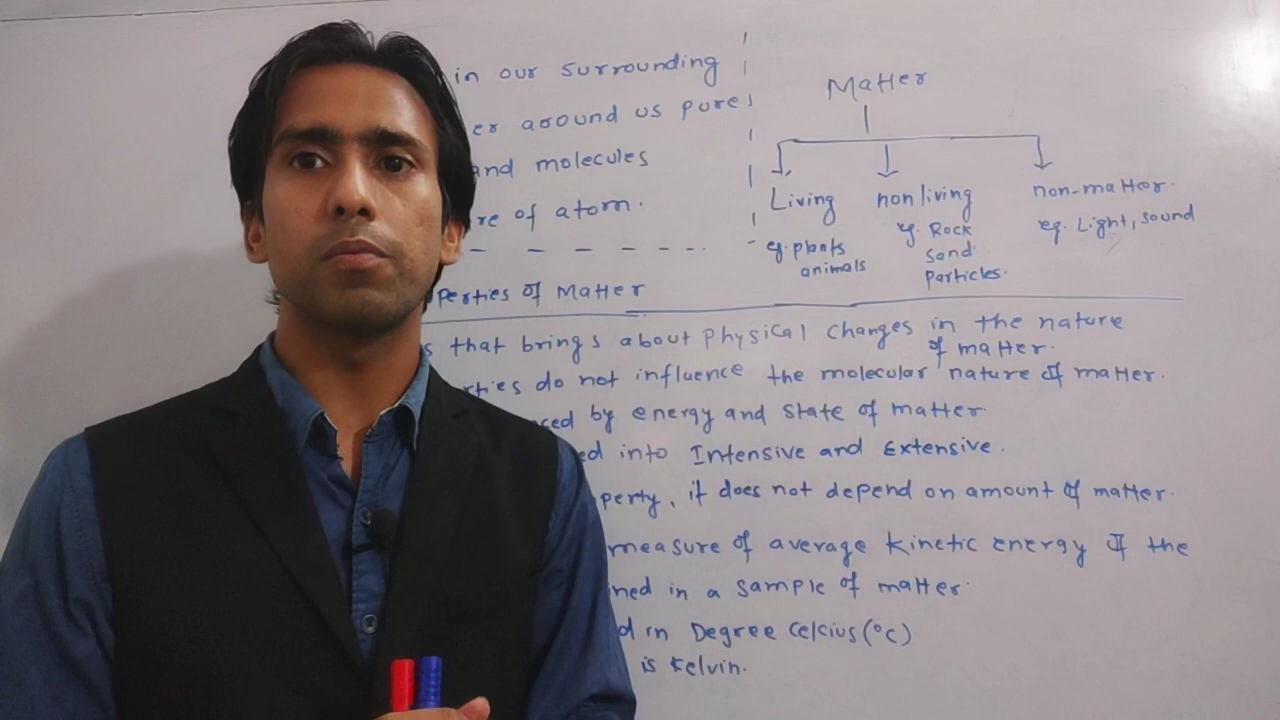 in our surrounding
er around us pure
and molecules
re of atom.
Matter
Living
eg. plants
animals
non living
eg. Rock
Sand
Particles.
non-matter.
eg. Light, sound
perties of Matter
s that brings about physical changes in the nature
of matter.
rties do not influence the molecular nature of matter.
ced by energy and state of matter
ed into Intensive and Extensive.
perty, it does not depend on amount of matter.
measure of average kinetic energy of the
ined in a sample of matter.
d in Degree Celcius (°C)
is Kelvin.